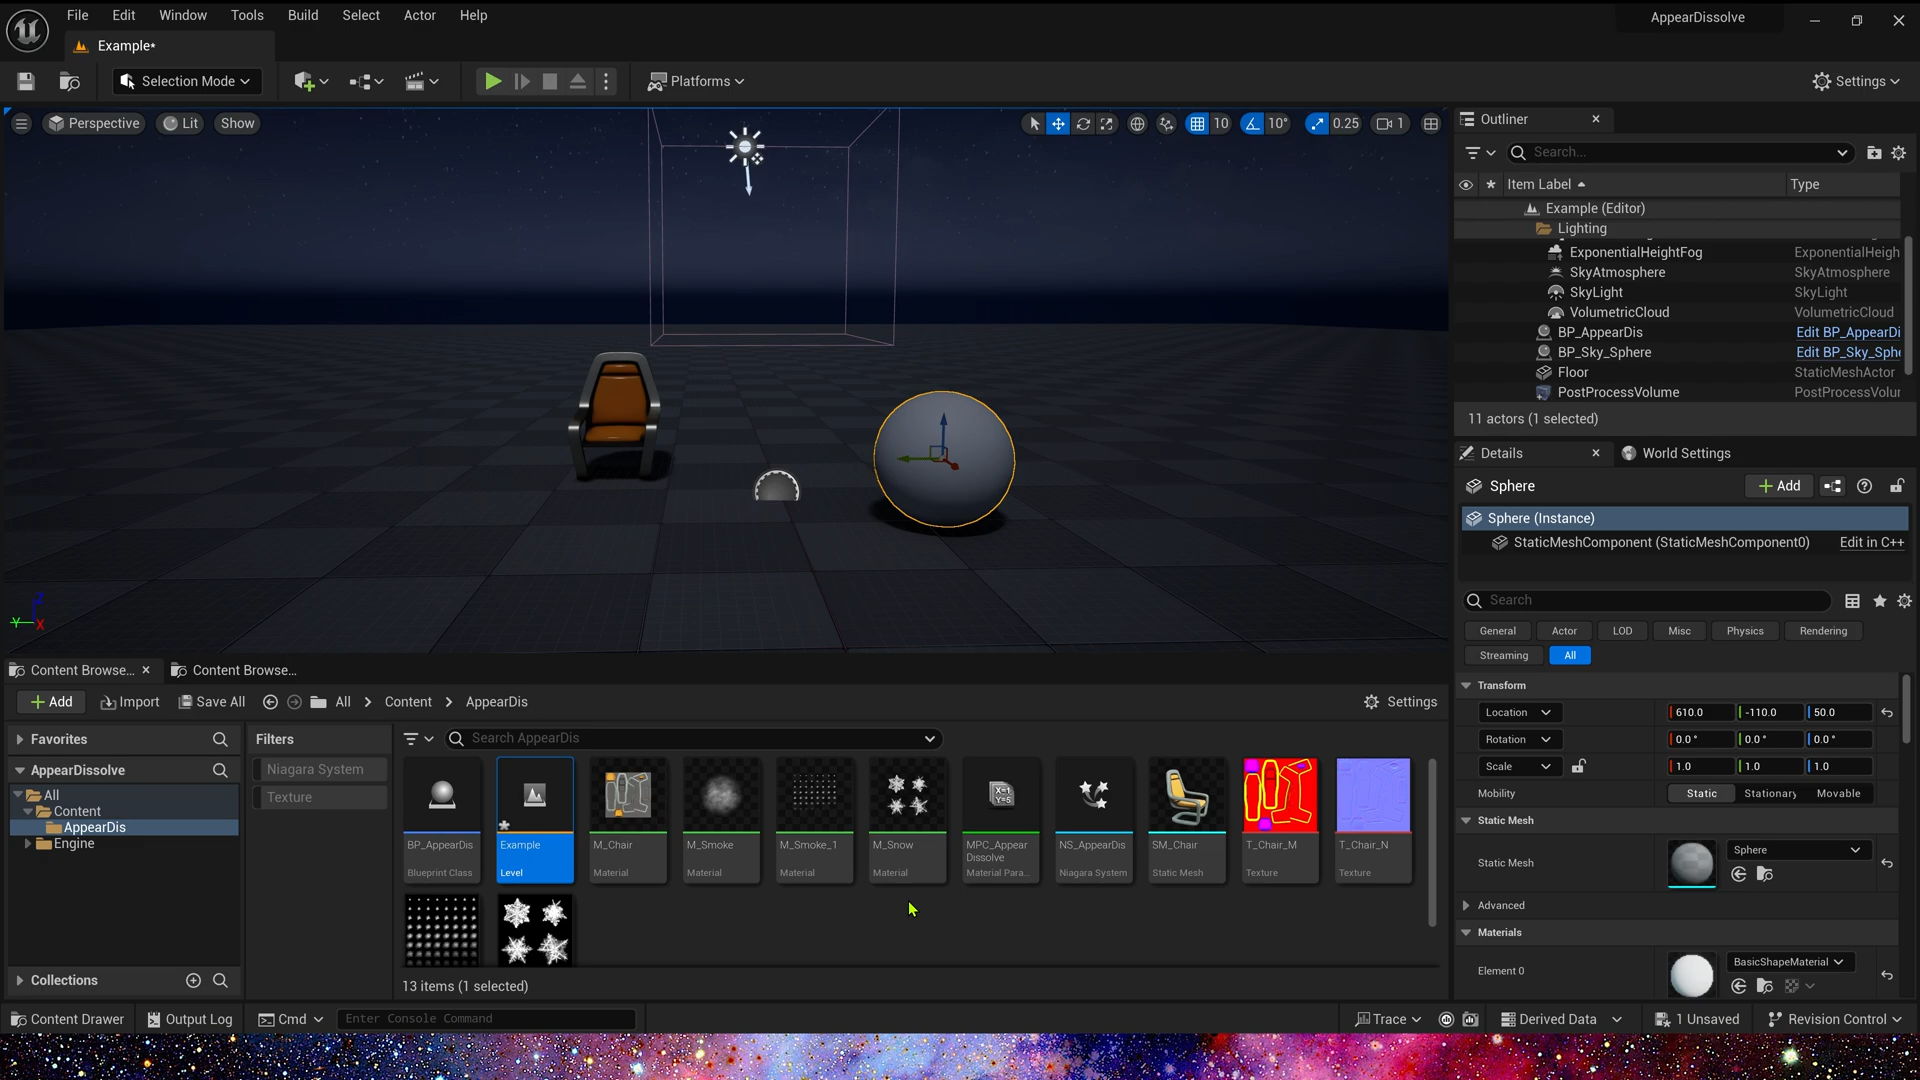 File Edit Window Tools Build Select Actor Help
AppearDissolve
Example*
Selection Mode
Platforms
Settings
Perspective
Lit
Show
10
10°
0.25
1
Outliner
Search...
Item Label
Type
Example (Editor)
Lighting
ExponentialHeightFog ExponentialHeigh
SkyAtmosphere SkyAtmosphere
SkyLight SkyLight
VolumetricCloud VolumetricCloud
BP_AppearDis Edit BP_AppearDi
BP_Sky_Sphere Edit BP_Sky_Sph
Floor StaticMeshActor
PostProcessVolume PostProcessVolur
11 actors (1 selected)
Details
World Settings
Sphere
Add
Sphere (Instance)
StaticMeshComponent (StaticMeshComponent0) Edit in C++
Search
General Actor LOD Misc Physics Rendering
Streaming All
Transform
Location 610.0 -110.0 50.0
Rotation 0.0° 0.0° 0.0°
Scale 1.0 1.0 1.0
Mobility Static Stationary Movable
Static Mesh
Static Mesh Sphere
Advanced
Materials
Element 0 BasicShapeMaterial
Content Browse...
Content Browse...
Add Import Save All All Content AppearDis Settings
Favorites
AppearDissolve
All
Content
AppearDis
Engine
Collections
Filters
Niagara System
Texture
Search AppearDis
BP_AppearDis
Blueprint Class
Example
Level
M_Chair
Material
M_Smoke
Material
M_Smoke_1
Material
M_Snow
Material
X=1
Y=5
MPC_Appear
Dissolve
Material Para...
NS_AppearDis
Niagara System
SM_Chair
Static Mesh
T_Chair_M
Texture
T_Chair_N
Texture
13 items (1 selected)
Content Drawer Output Log Cmd Enter Console Command Trace Derived Data 1 Unsaved Revision Control
Y
X